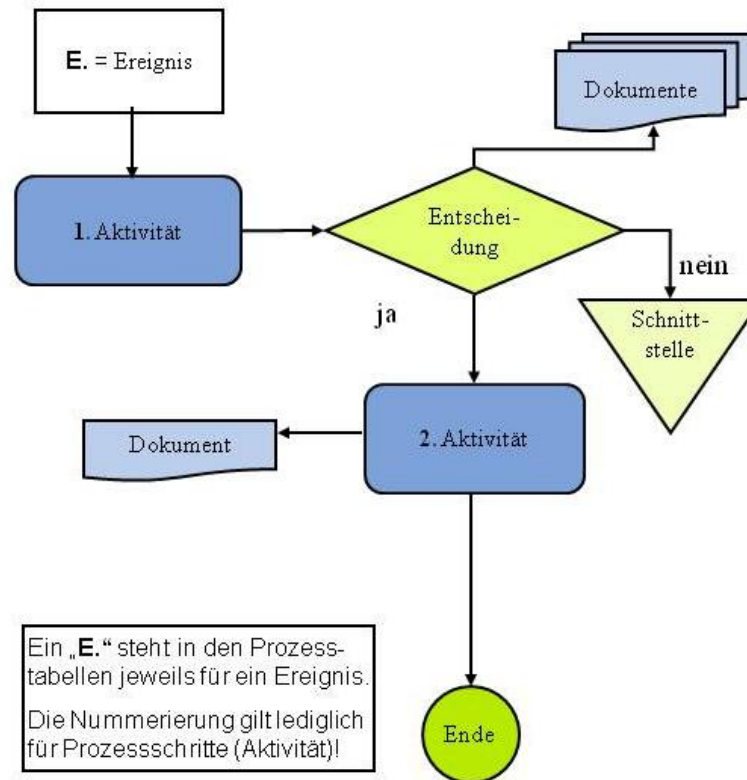 E. = Ereignis
Dokumente
1. Aktivität
Entschei-
dung
nein
Schnitt-
stelle
ja
Dokument
2. Aktivität
Ein „E.“ steht in den Prozess-
tabellen jeweils für ein Ereignis.
Die Nummerierung gilt lediglich
für Prozessschritte (Aktivität)!
Ende